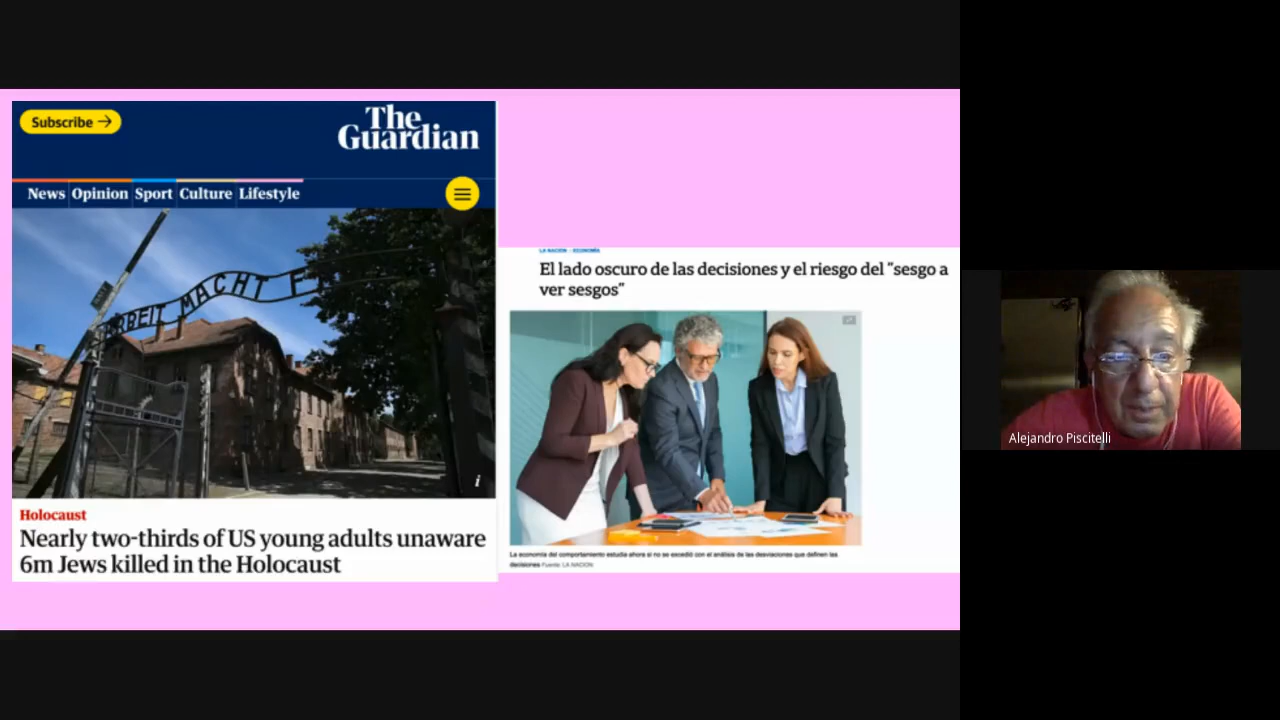 Subscribe →
The
Guardian
News Opinion Sport Culture Lifestyle
ARBEIT MACHT F
i
Holocaust
Nearly two-thirds of US young adults unaware
6m Jews killed in the Holocaust
LA NACION - ECONOMÍA
El lado oscuro de las decisiones y el riesgo del "sesgo a
ver sesgos"
La economía del comportamiento estudia ahora si no se excedió con el análisis de las desviaciones que definen las
decisiones Fuente: LA NACION
Alejandro Piscitelli